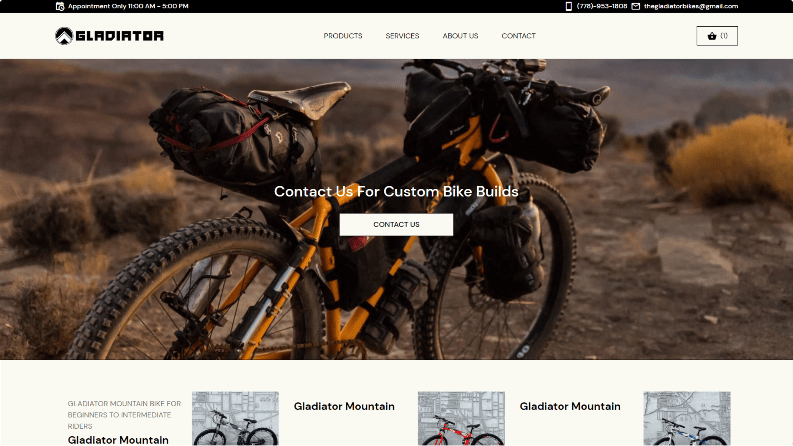 Appointment Only 11:00 AM - 5:00 PM
(778)-953-1808
thegladiatorbikes@gmail.com
GLADIATOR
PRODUCTS
SERVICES
ABOUT US
CONTACT
(1)
Contact Us For Custom Bike Builds
CONTACT US
GLADIATOR MOUNTAIN BIKE FOR
BEGINNERS TO INTERMEDIATE
RIDERS
Gladiator Mountain
Gladiator Mountain
Gladiator Mountain